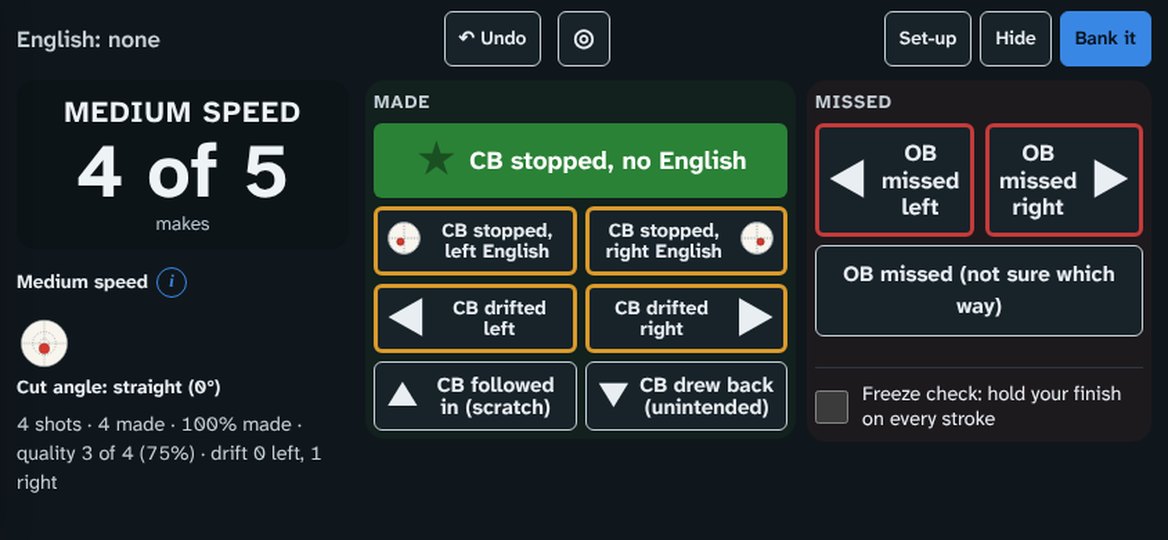 English: none
↶ Undo
◎
Set-up
Hide
Bank it
MEDIUM SPEED
4 of 5
makes
Medium speed i
Cut angle: straight (0°)
4 shots · 4 made · 100% made ·
quality 3 of 4 (75%) · drift 0 left, 1
right
MADE
★ CB stopped, no English
CB stopped,
left English
CB stopped,
right English
◀ CB drifted
left
CB drifted
right ▶
▲ CB followed
in (scratch)
▼ CB drew back
(unintended)
MISSED
◀ OB
missed
left
OB
missed
right ▶
OB missed (not sure which
way)
Freeze check: hold your finish
on every stroke